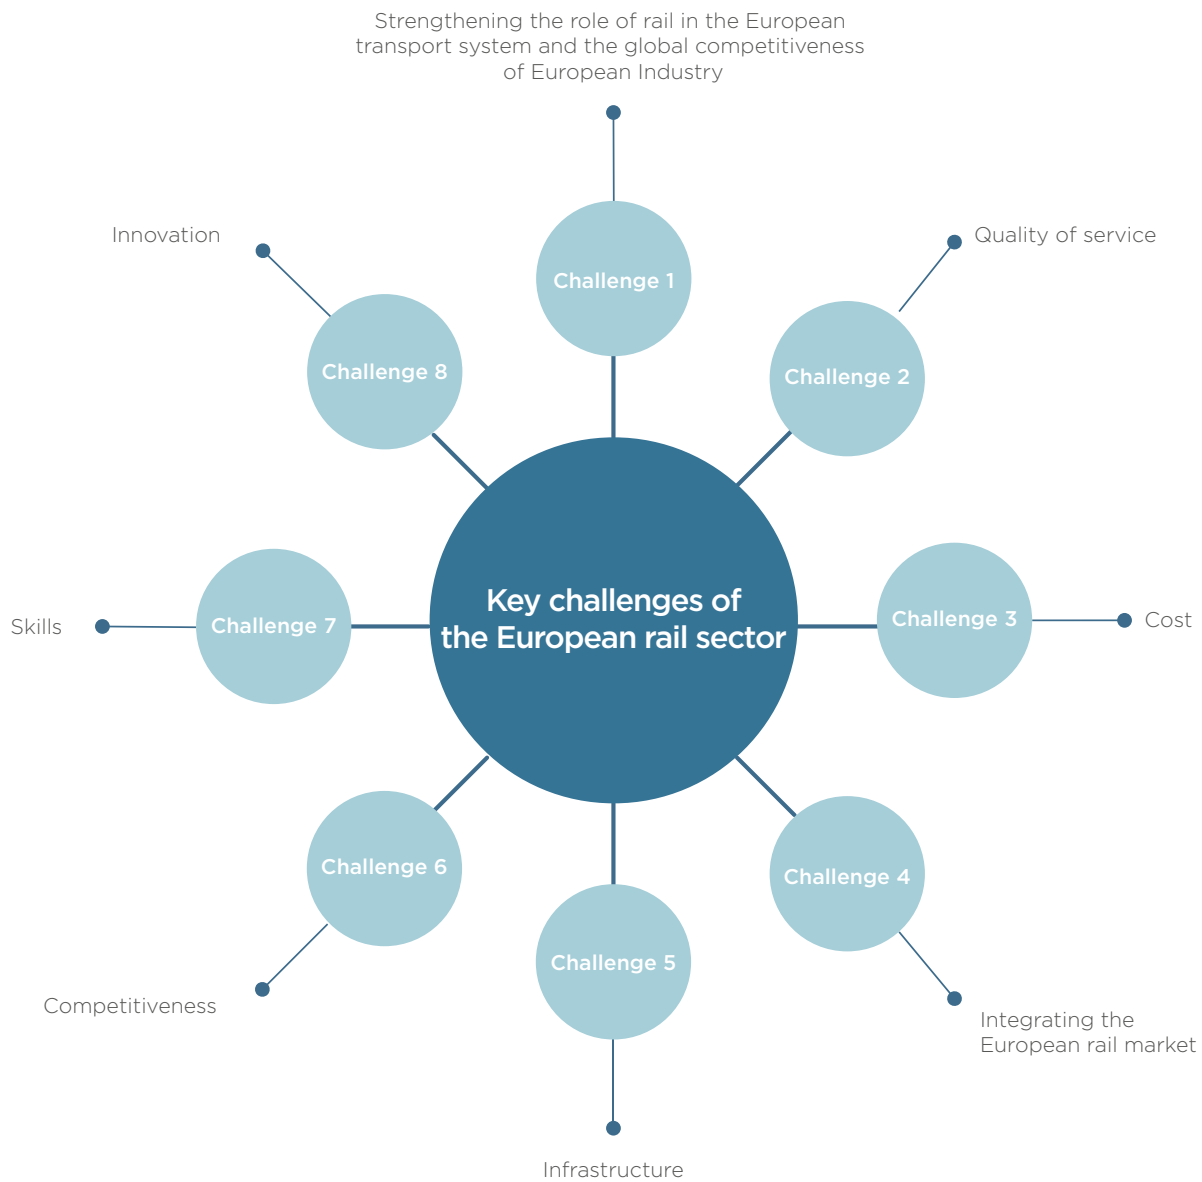 Strengthening the role of rail in the European
transport system and the global competitiveness
of European Industry
Innovation
Quality of service
Challenge 1
Challenge 8
Challenge 2
Key challenges of
the European rail sector
Skills
Challenge 7
Challenge 3
Cost
Challenge 6
Challenge 4
Challenge 5
Competitiveness
Integrating the
European rail market
Infrastructure